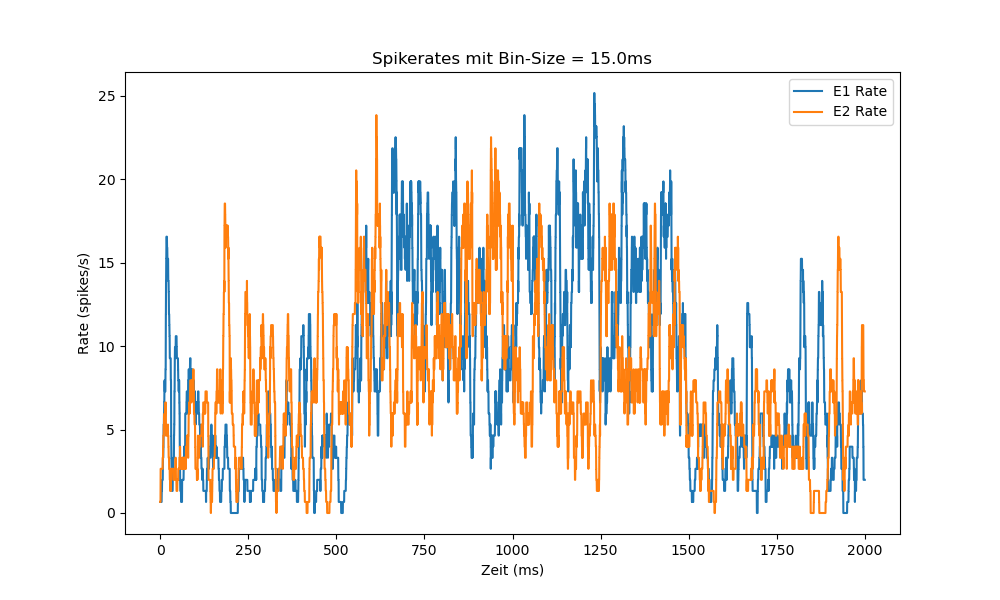 Spikerates mit Bin-Size = 15.0ms
E1 Rate
E2 Rate
Rate (spikes/s)
25
20
15
10
5
0
0 250 500 750 1000 1250 1500 1750 2000
Zeit (ms)